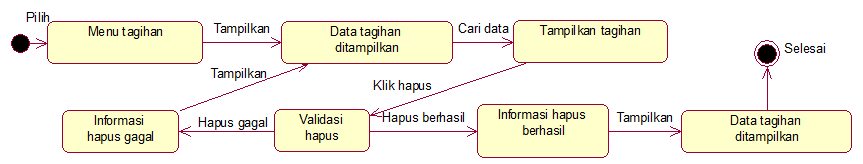 Pilih
Menu tagihan
Tampilkan
Data tagihan
ditampilkan
Cari data
Tampilkan tagihan
Selesai
Tampilkan
Klik hapus
Informasi
hapus gagal
Hapus gagal
Validasi
hapus
Hapus berhasil
Informasi hapus
berhasil
Tampilkan
Data tagihan
ditampilkan